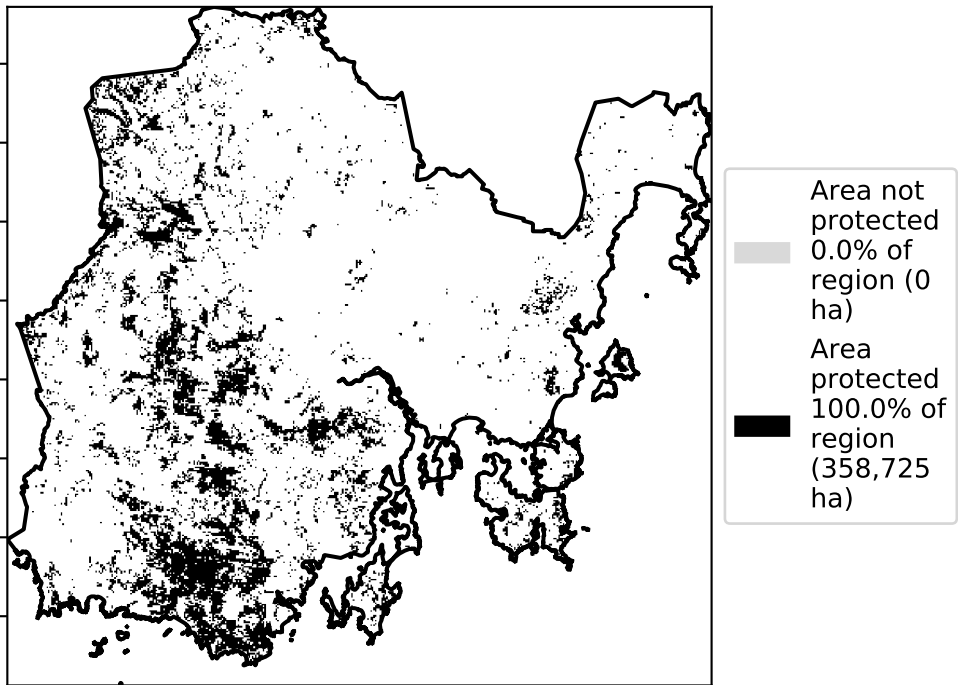 Area not
protected
0.0% of
region (0
ha)
Area
protected
100.0% of
region
(358,725
ha)